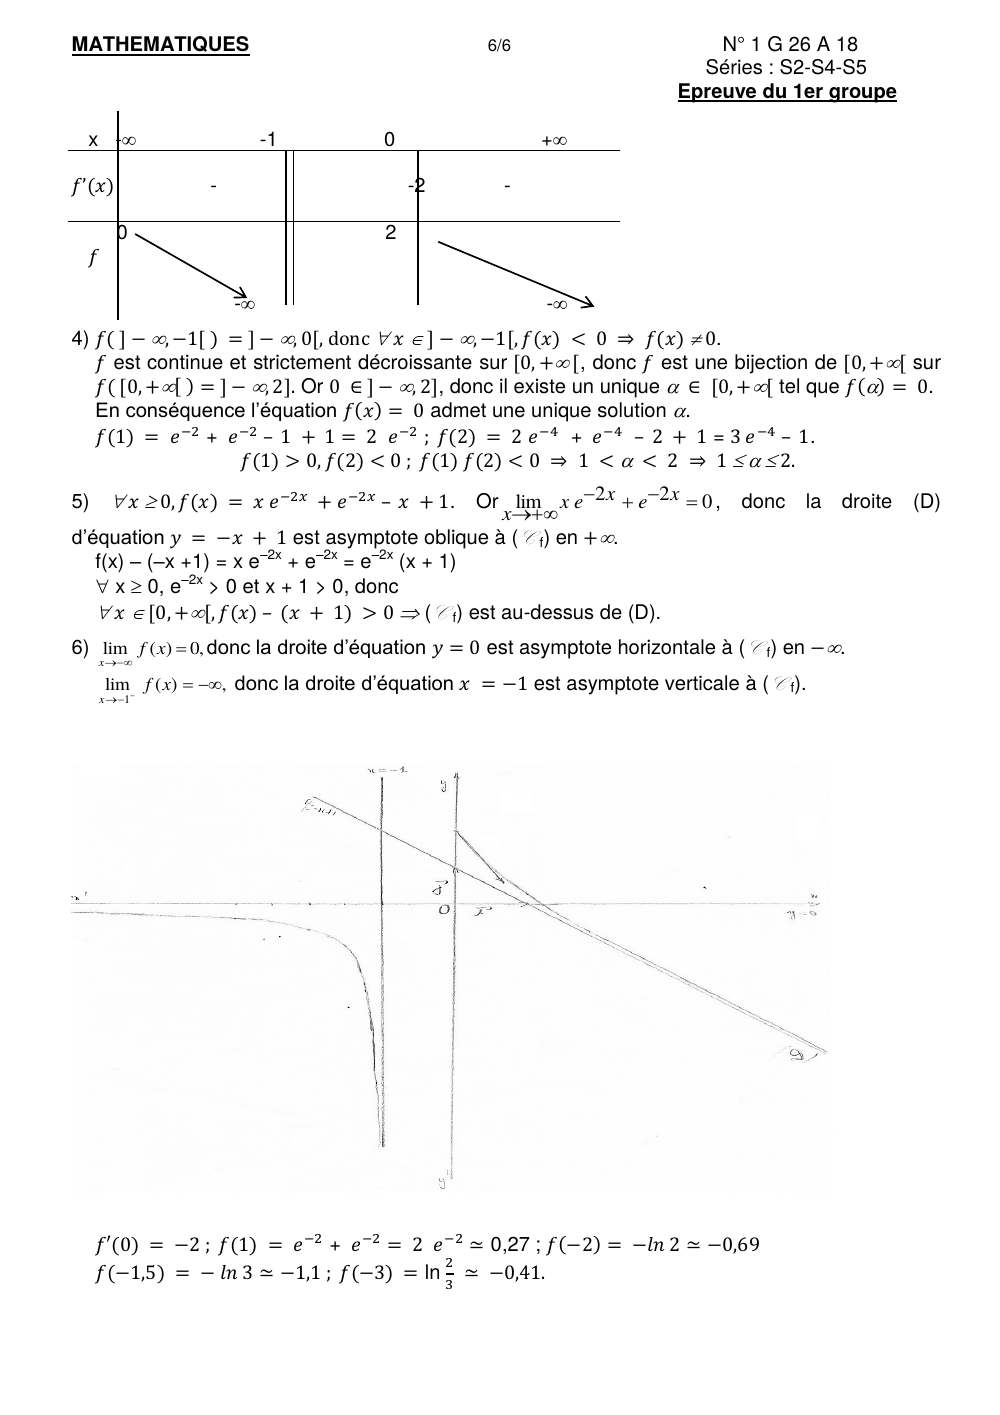 MATHEMATIQUES 6/6 N° 1 G 26 A 18
Séries : S2-S4-S5
Epreuve du 1er groupe
x -∞ -1 0 +∞
f'(x) - -2 -
0 2
f
-∞ -∞
4) f( ] − ∞, −1[ ) = ] − ∞, 0[, donc ∀x ∈ ] − ∞, −1[, f(x) < 0 ⇒ f(x) ≠ 0.
f est continue et strictement décroissante sur [0, +∞[, donc f est une bijection de [0, +∞[ sur
f( [0, +∞[ ) = ] − ∞, 2]. Or 0 ∈ ] − ∞, 2], donc il existe un unique α ∈ [0, +∞[ tel que f(α) = 0.
En conséquence l'équation f(x) = 0 admet une unique solution α.
f(1) = e⁻² + e⁻² – 1 + 1 = 2 e⁻² ; f(2) = 2 e⁻⁴ + e⁻⁴ – 2 + 1 = 3 e⁻⁴ – 1.
f(1) > 0, f(2) < 0 ; f(1) f(2) < 0 ⇒ 1 < α < 2 ⇒ 1 ≤ α ≤ 2.
5) ∀x ≥ 0, f(x) = x e^{−2x} + e^{−2x} – x + 1. Or lim_{x→+∞} x e^{−2x} + e^{−2x} = 0, donc la droite (D)
d'équation y = −x + 1 est asymptote oblique à (𝒞f) en +∞.
f(x) – (–x +1) = x e^{–2x} + e^{–2x} = e^{–2x} (x + 1)
∀ x ≥ 0, e^{–2x} > 0 et x + 1 > 0, donc
∀x ∈ [0, +∞[, f(x) – (x + 1) > 0 ⇒ (𝒞f) est au-dessus de (D).
6) lim_{x→−∞} f(x) = 0, donc la droite d'équation y = 0 est asymptote horizontale à (𝒞f) en −∞.
lim_{x→−1⁻} f(x) = −∞, donc la droite d'équation x = −1 est asymptote verticale à (𝒞f).
x = -1
y
x'
O
y = 0
y'
f'(0) = −2 ; f(1) = e⁻² + e⁻² = 2 e⁻² ≃ 0,27 ; f(−2) = −ln 2 ≃ −0,69
f(−1,5) = − ln 3 ≃ −1,1 ; f(−3) = ln 2/3 ≃ −0,41.